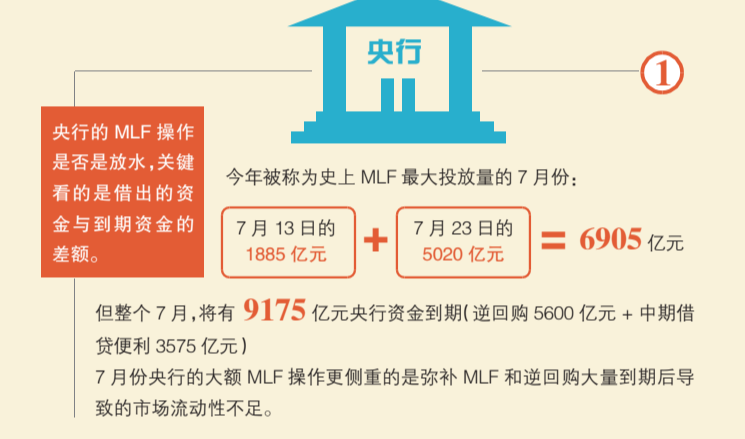 央行
1
央行的 MLF 操作
是否是放水,关键
看的是借出的资
金与到期资金的
差额。
今年被称为史上 MLF 最大投放量的 7 月份:
7 月 13 日的
1885 亿元
+
7 月 23 日的
5020 亿元
= 6905 亿元
但整个 7 月,将有 9175 亿元央行资金到期(逆回购 5600 亿元 + 中期借
贷便利 3575 亿元)
7 月份央行的大额 MLF 操作更侧重的是弥补 MLF 和逆回购大量到期后导
致的市场流动性不足。